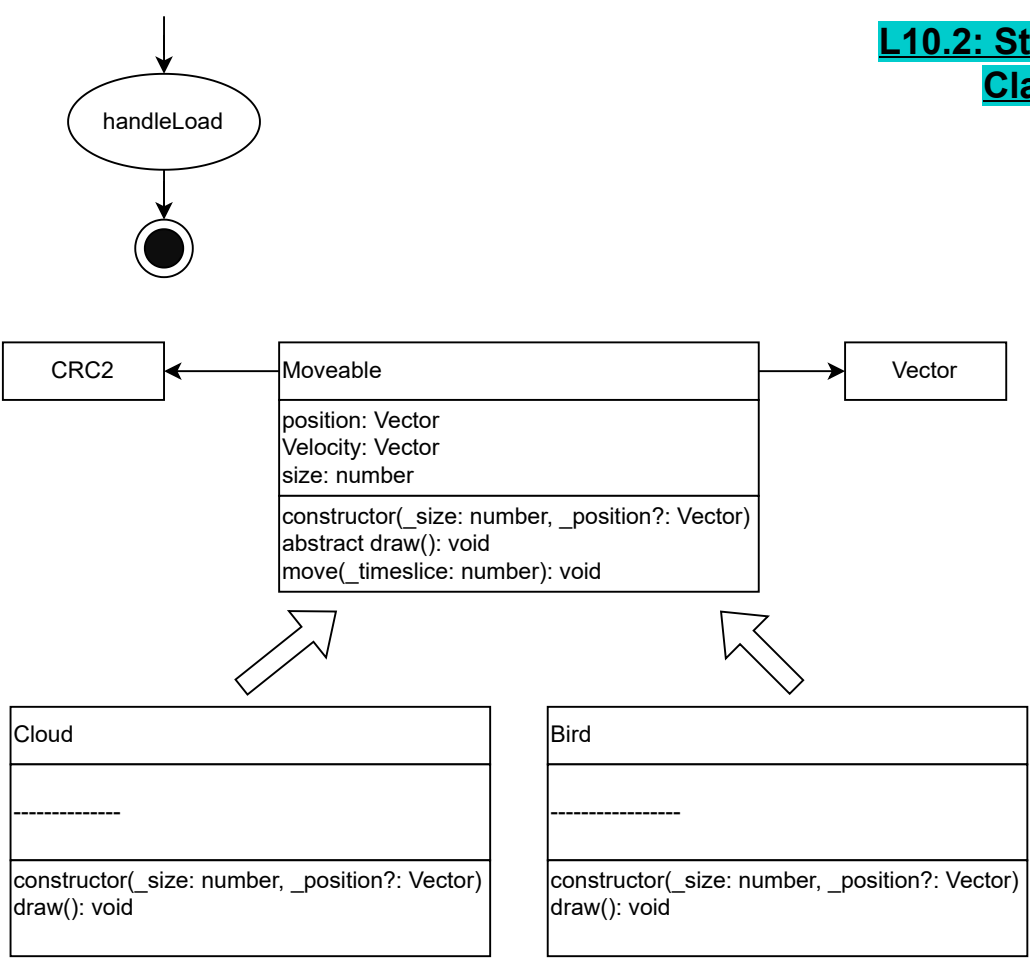 L10.2: St
Cla
handleLoad
CRC2
Moveable
Vector
position: Vector
Velocity: Vector
size: number
constructor(_size: number, _position?: Vector)
abstract draw(): void
move(_timeslice: number): void
Cloud
--------------
constructor(_size: number, _position?: Vector)
draw(): void
Bird
-----------------
constructor(_size: number, _position?: Vector)
draw(): void